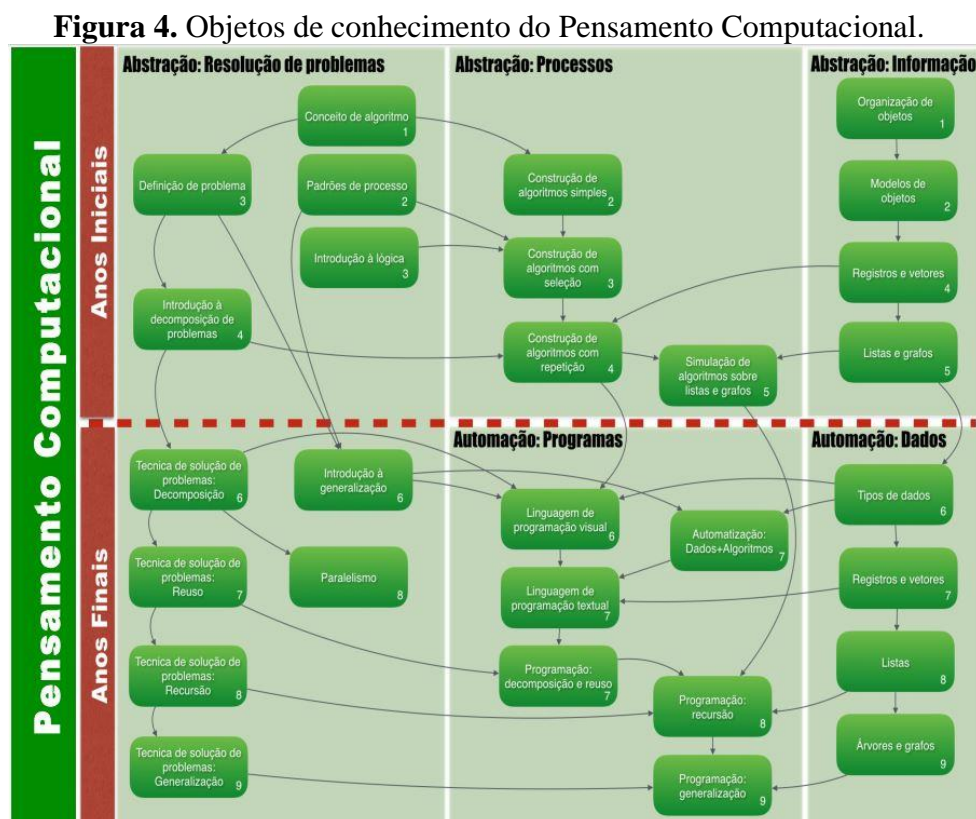 Figura 4. Objetos de conhecimento do Pensamento Computacional.
Pensamento Computacional
Anos Iniciais
Abstração: Resolução de problemas
Conceito de algoritmo
1
Definição de problema
3
Padrões de processo
2
Introdução à lógica
3
Introdução à
decomposição de
problemas
4
Abstração: Processos
Construção de
algoritmos simples
2
Construção de
algoritmos com
seleção
3
Construção de
algoritmos com
repetição
4
Simulação de
algoritmos sobre
listas e grafos
5
Abstração: Informação
Organização de
objetos
1
Modelos de
objetos
2
Registros e vetores
4
Listas e grafos
5
Anos Finais
Tecnica de solução de
problemas:
Decomposição
6
Introdução à
generalização
6
Tecnica de solução de
problemas:
Reuso
7
Paralelismo
8
Tecnica de solução de
problemas:
Recursão
8
Tecnica de solução de
problemas:
Generalização
9
Automação: Programas
Linguagem de
programação visual
6
Automatização:
Dados+Algoritmos
7
Linguagem de
programação textual
7
Programação:
decomposição e reuso
7
Programação:
recursão
8
Programação:
generalização
9
Automação: Dados
Tipos de dados
6
Registros e vetores
7
Listas
8
Árvores e grafos
9